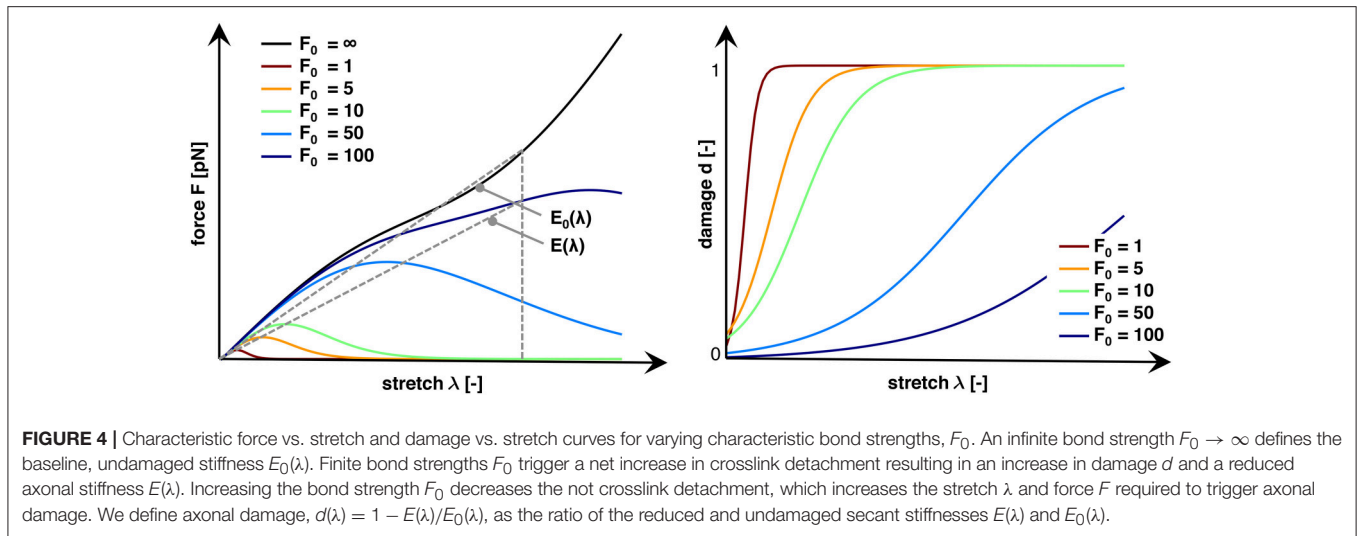 force F [pN]
F₀ = ∞
F₀ = 1
F₀ = 5
F₀ = 10
F₀ = 50
F₀ = 100
E₀(λ)
E(λ)
stretch λ [-]
damage d [-]
1
0
F₀ = 1
F₀ = 5
F₀ = 10
F₀ = 50
F₀ = 100
stretch λ [-]
FIGURE 4 | Characteristic force vs. stretch and damage vs. stretch curves for varying characteristic bond strengths, F₀. An infinite bond strength F₀ → ∞ defines the
baseline, undamaged stiffness E₀(λ). Finite bond strengths F₀ trigger a net increase in crosslink detachment resulting in an increase in damage d and a reduced
axonal stiffness E(λ). Increasing the bond strength F₀ decreases the not crosslink detachment, which increases the stretch λ and force F required to trigger axonal
damage. We define axonal damage, d(λ) = 1 − E(λ)/E₀(λ), as the ratio of the reduced and undamaged secant stiffnesses E(λ) and E₀(λ).